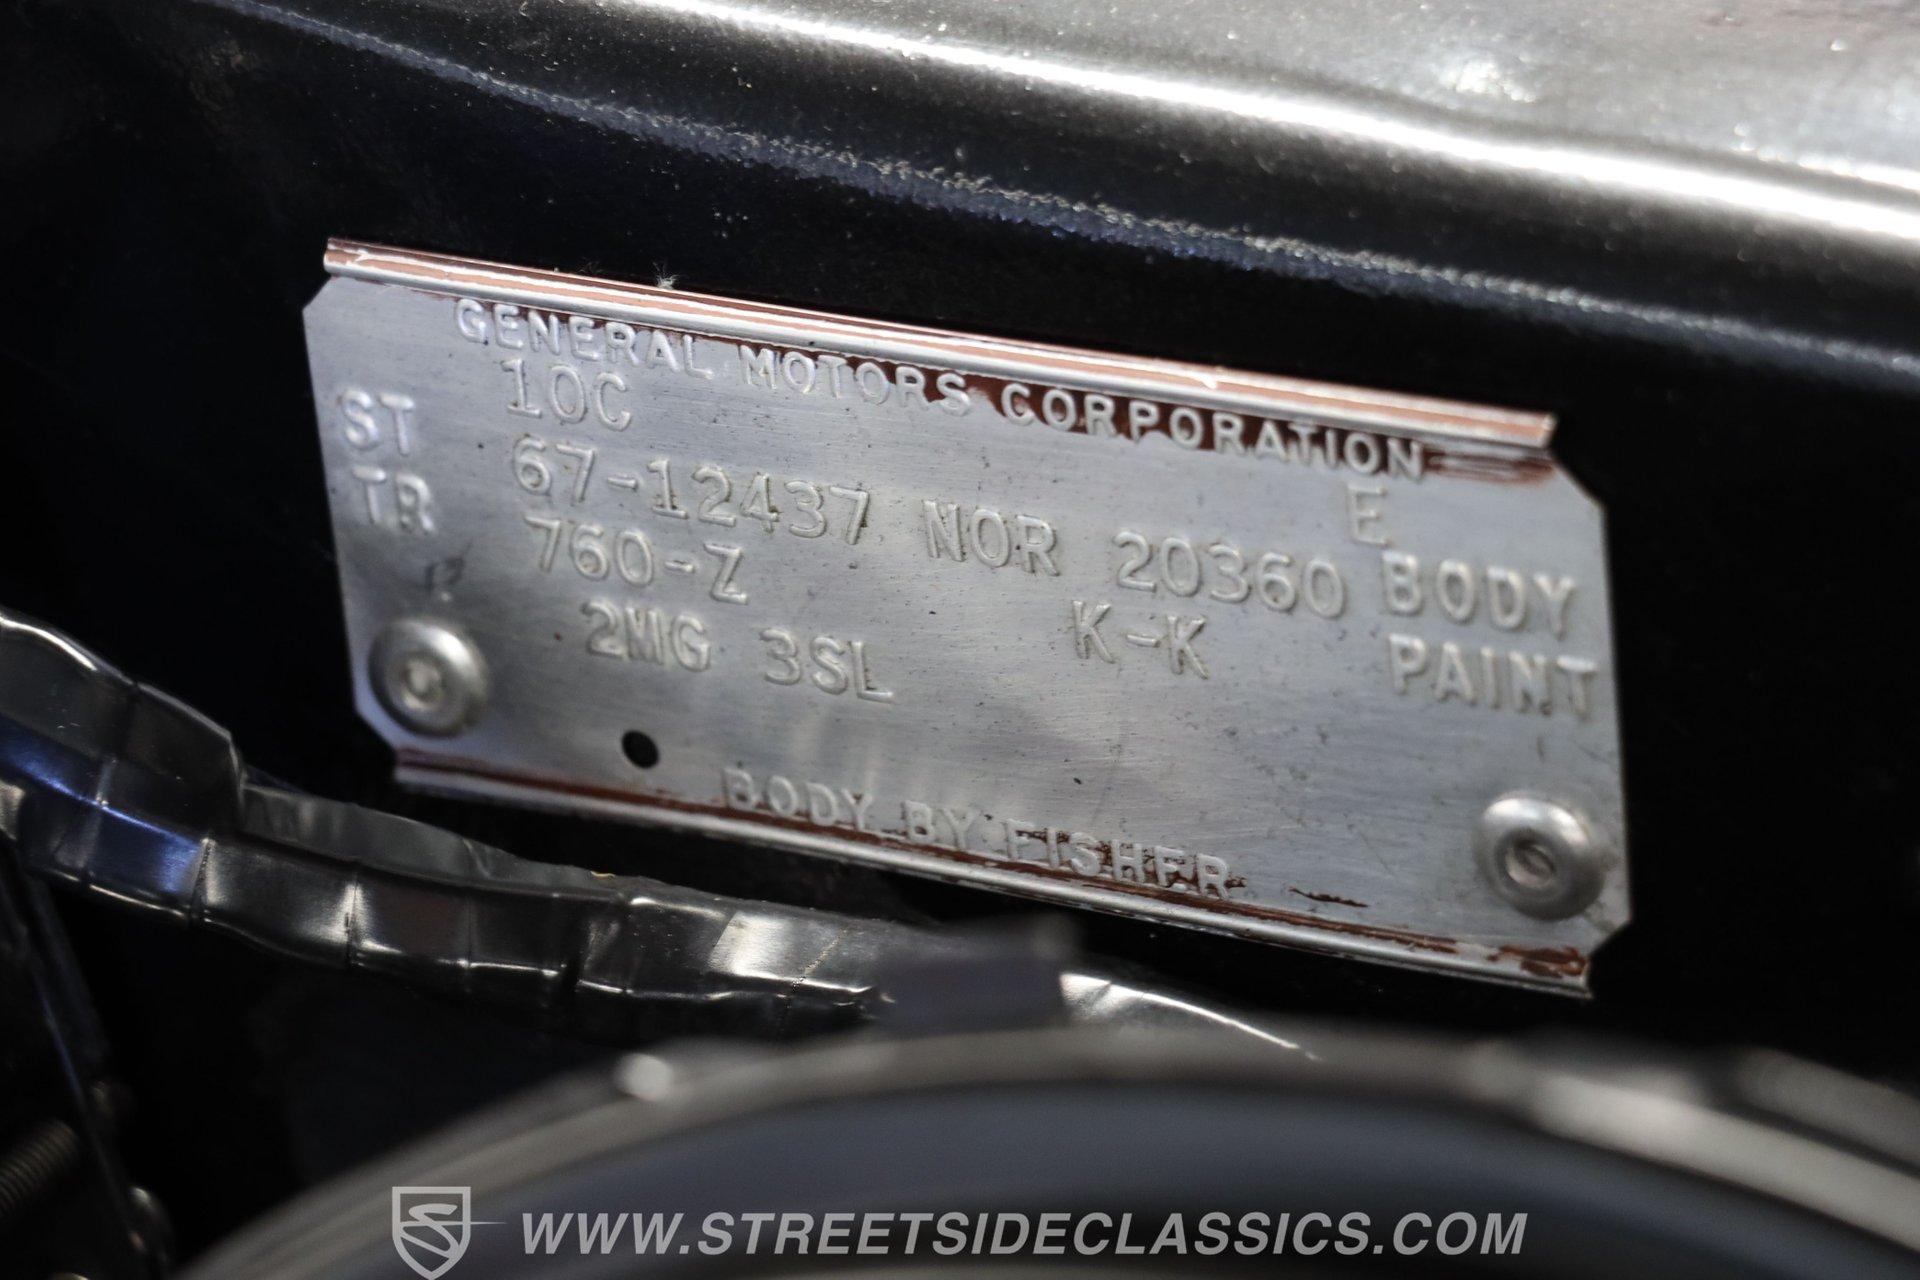 GENERAL MOTORS CORPORATION
10C E
ST 67-12437 NOR 20360 BODY
TR 760-Z K-K PAINT
2MG 3SL
BODY BY FISHER
WWW.STREETSIDECLASSICS.COM